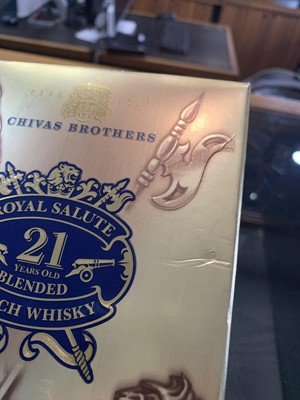 CHIVAS BROTHERS
ROYAL SALUTE
21
YEARS OLD
BLENDED
CH WHISKY